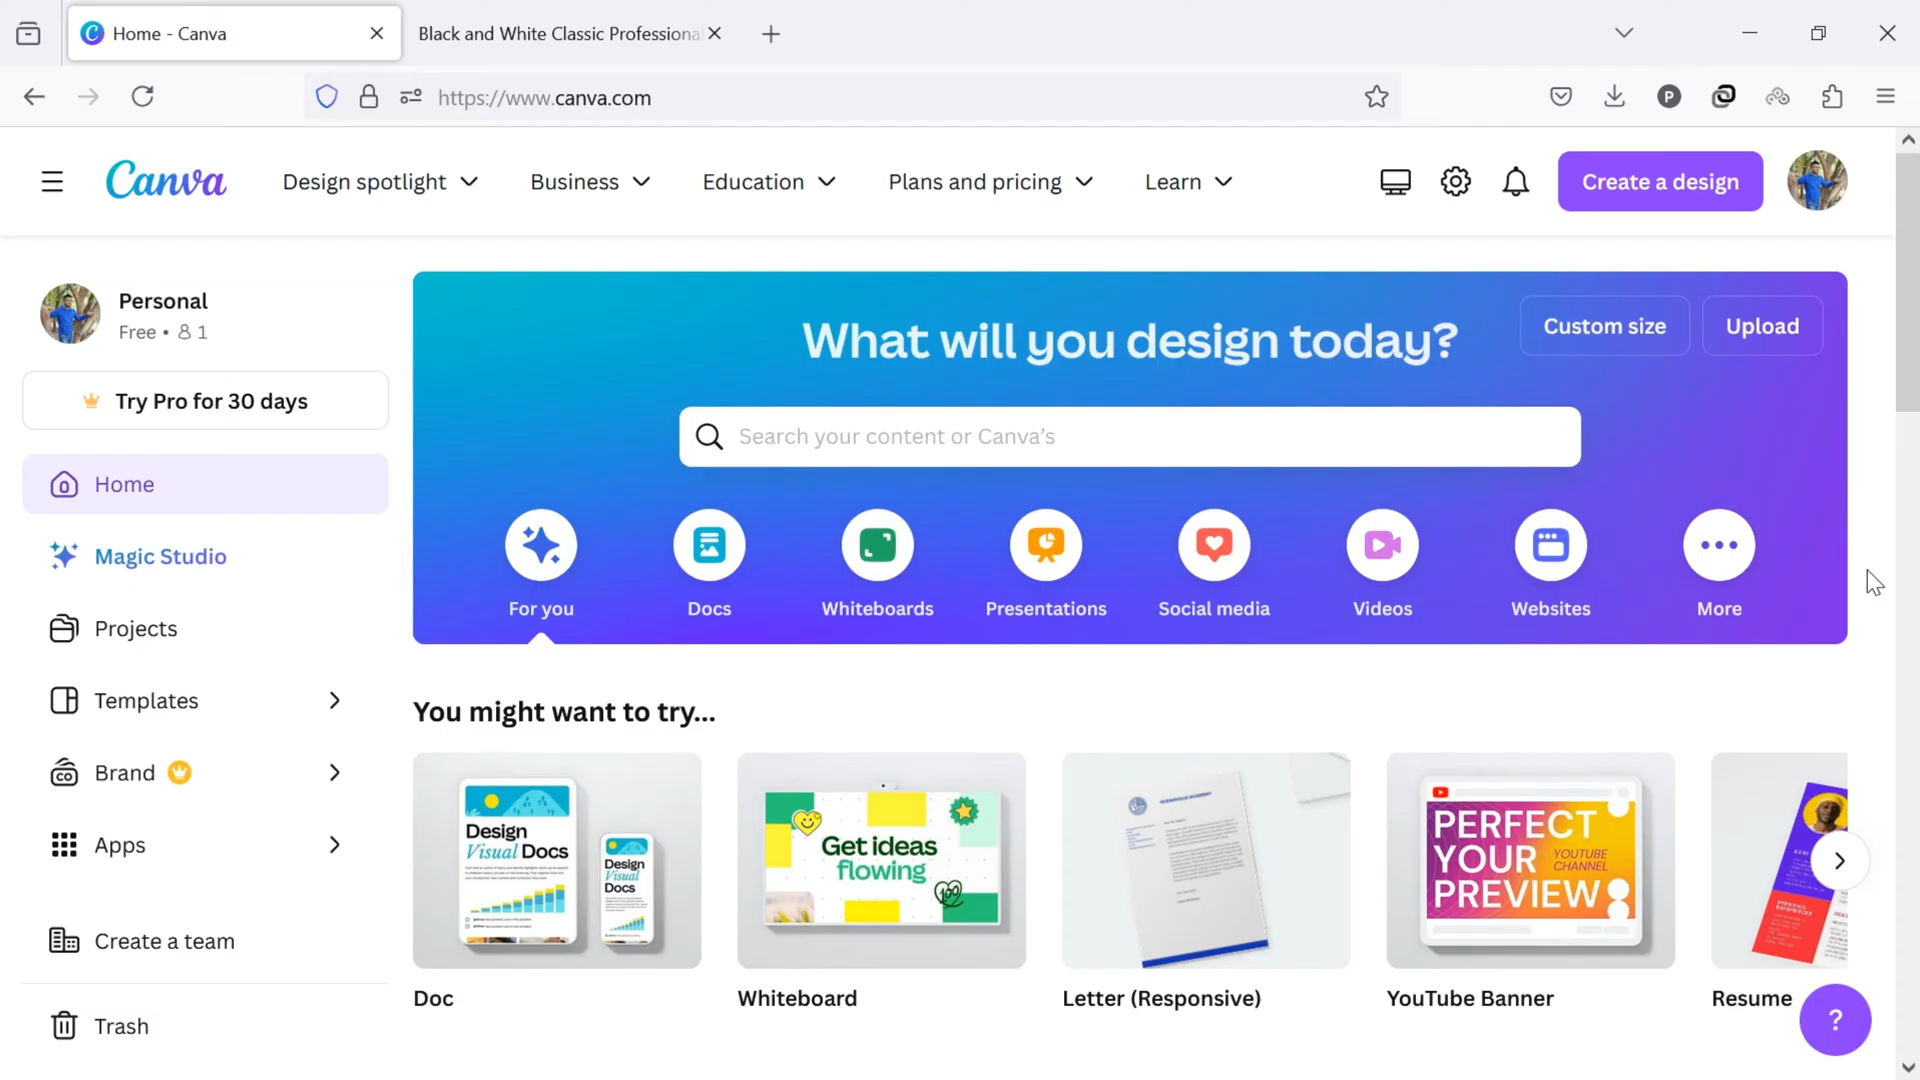 Home - Canva
Black and White Classic Professiona
https://www.canva.com
Canva
Design spotlight
Business
Education
Plans and pricing
Learn
Create a design
Personal
Free • 1
Try Pro for 30 days
Home
Magic Studio
Projects
Templates
Brand
Apps
Create a team
Trash
What will you design today?
Custom size
Upload
Search your content or Canva’s
For you
Docs
Whiteboards
Presentations
Social media
Videos
Websites
More
You might want to try...
Design
Visual Docs
Design
Visual
Docs
Get ideas
flowing
100
OCEANVILLE ACADEMY
PERFECT
YOUR
PREVIEW
YOUTUBE
CHANNEL
Doc
Whiteboard
Letter (Responsive)
YouTube Banner
Resume
?